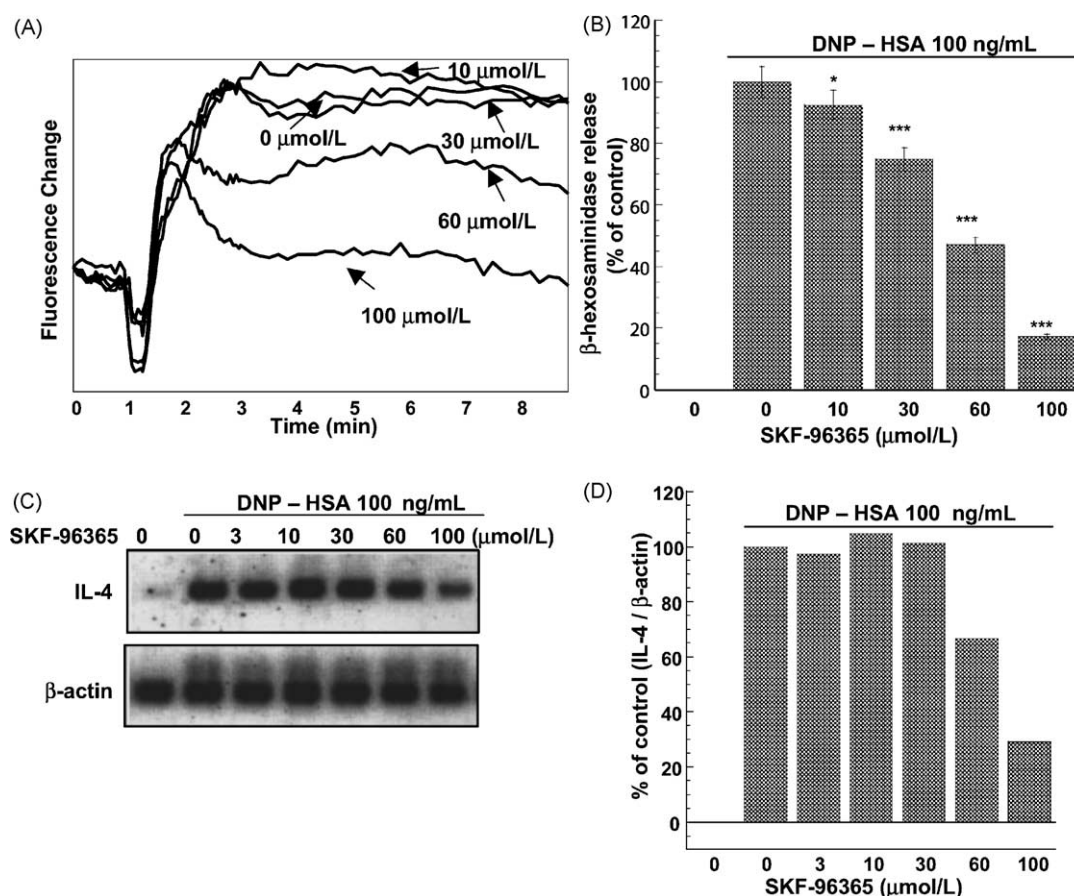 (A)
Fluorescence Change
10 μmol/L
0 μmol/L
30 μmol/L
60 μmol/L
100 μmol/L
0 1 2 3 4 5 6 7 8
Time (min)
(B)
β-hexosaminidase release
(% of control)
120
100
80
60
40
20
0
DNP – HSA 100 ng/mL
*
***
***
***
0 0 10 30 60 100
SKF-96365 (μmol/L)
(C)
DNP – HSA 100 ng/mL
SKF-96365 0 0 3 10 30 60 100 (μmol/L)
IL-4
β-actin
(D)
% of control (IL-4 / β-actin)
120
100
80
60
40
20
0
DNP – HSA 100 ng/mL
0 0 3 10 30 60 100
SKF-96365 (μmol/L)